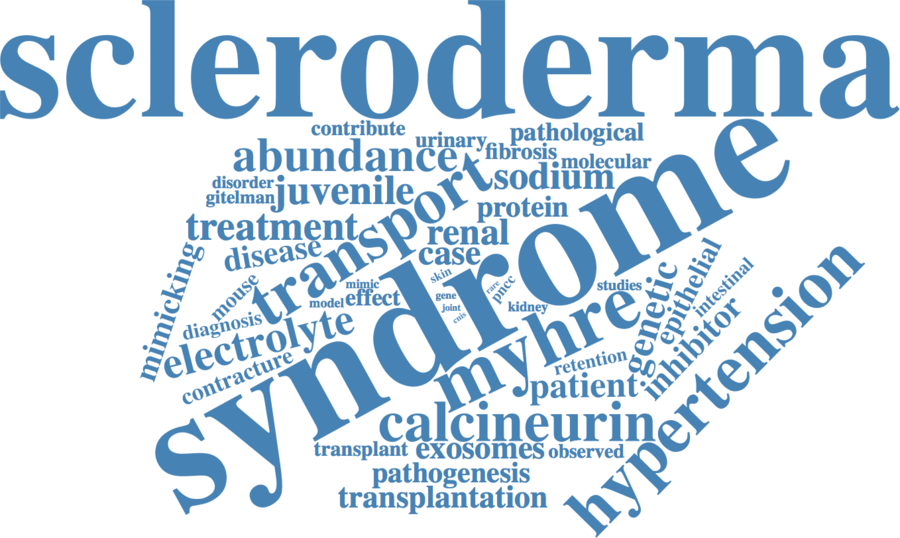 scleroderma
contribute
urinary
pathological
abundance
fibrosis
molecular
disorder
juvenile
transport
sodium
gitelman
protein
treatment
renal
syndrome
disease
case
mimicking
mouse
skin
mimic
rare
pncc
model
effect
gene
joint
cnis
kidney
studies
genetic
epithelial
intestinal
diagnosis
electrolyte
myhre
inhibitor
hypertension
contracture
retention
patient
calcineurin
transplant
exosomes
observed
pathogenesis
transplantation